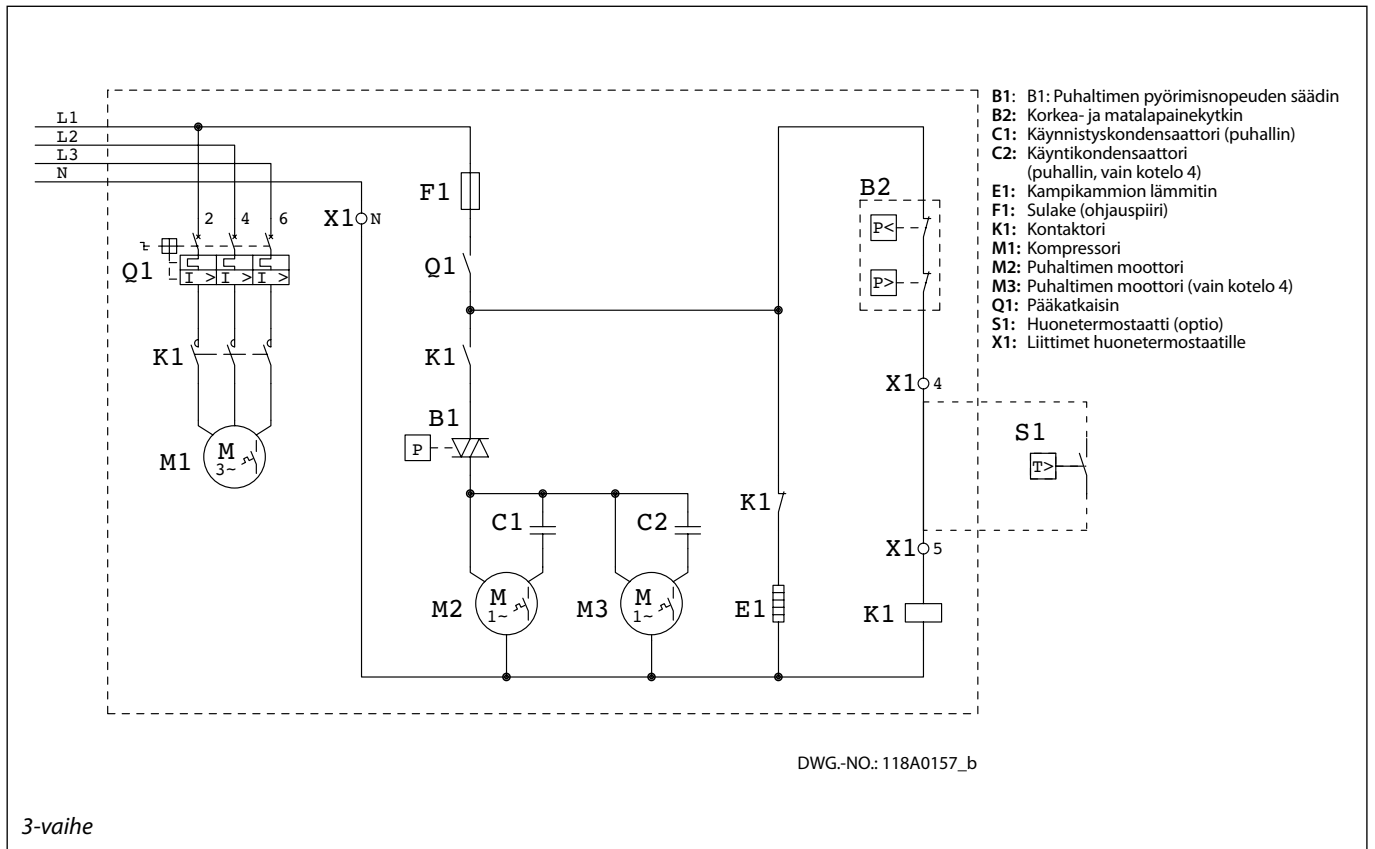 L1
L2
L3
N
2 4 6
X1 N
Q1
I > I > I >
K1
M1
M
3~
F1
Q1
K1
B1
P
C1
C2
M2
M
1~
M3
M
1~
K1
E1
B2
P<
P>
X1 4
S1
T>
X1 5
K1
B1: B1: Puhaltimen pyörimisnopeuden säädin
B2: Korkea- ja matalapainekytkin
C1: Käynnistyskondensaattori (puhallin)
C2: Käyntikondensaattori
(puhallin, vain kotelo 4)
E1: Kampikammion lämmitin
F1: Sulake (ohjauspiiri)
K1: Kontaktori
M1: Kompressori
M2: Puhaltimen moottori
M3: Puhaltimen moottori (vain kotelo 4)
Q1: Pääkatkaisin
S1: Huonetermostaatti (optio)
X1: Liittimet huonetermostaatille
DWG.-NO.: 118A0157_b
3-vaihe